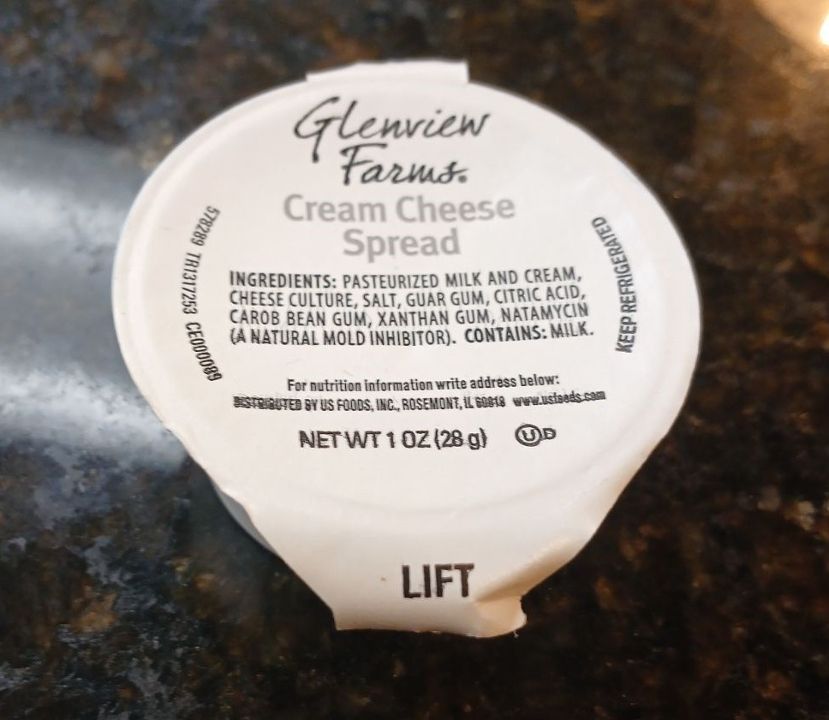 Glenview
Farms.
Cream Cheese
Spread
INGREDIENTS: PASTEURIZED MILK AND CREAM,
CHEESE CULTURE, SALT, GUAR GUM, CITRIC ACID,
CAROB BEAN GUM, XANTHAN GUM, NATAMYCIN
(A NATURAL MOLD INHIBITOR). CONTAINS: MILK.
For nutrition information write address below:
DISTRIBUTED BY US FOODS, INC., ROSEMONT, IL 60018 www.usfoods.com
NET WT 1 OZ (28 g) Ⓤ D
578289 TH1317253
KEEP REFRIGERATED
LIFT